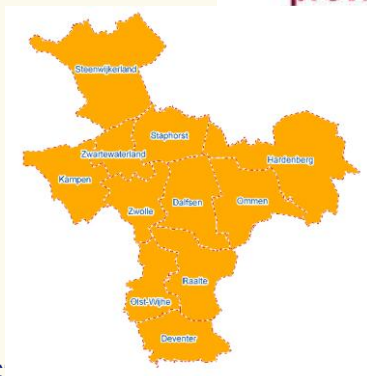 Steenwijkerland
Staphorst
Zwartewaterland
Hardenberg
Kampen
Dalfsen
Ommen
Zwolle
Raalte
Olst-Wijhe
Deventer